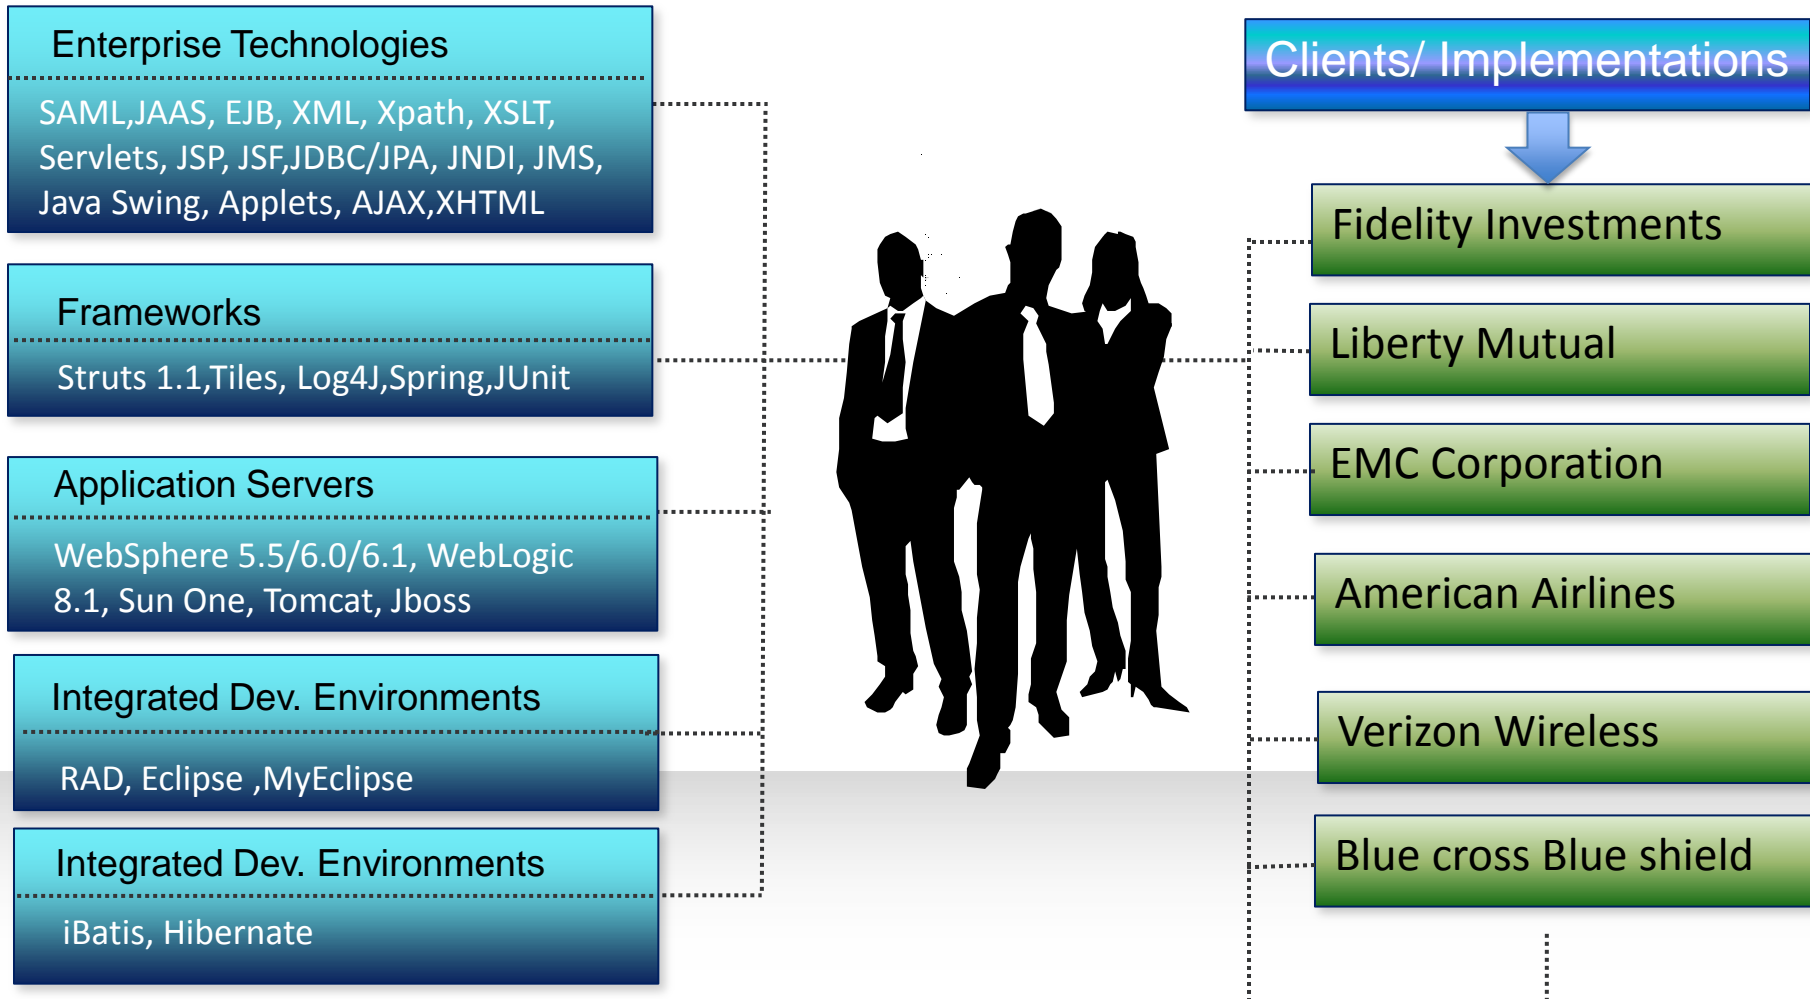 Enterprise Technologies
SAML,JAAS, EJB, XML, Xpath, XSLT,
Servlets, JSP, JSF,JDBC/JPA, JNDI, JMS,
Java Swing, Applets, AJAX,XHTML
Frameworks
Struts 1.1,Tiles, Log4J,Spring,JUnit
Application Servers
WebSphere 5.5/6.0/6.1, WebLogic
8.1, Sun One, Tomcat, Jboss
Integrated Dev. Environments
RAD, Eclipse ,MyEclipse
Integrated Dev. Environments
iBatis, Hibernate
Clients/ Implementations
Fidelity Investments
Liberty Mutual
EMC Corporation
American Airlines
Verizon Wireless
Blue cross Blue shield